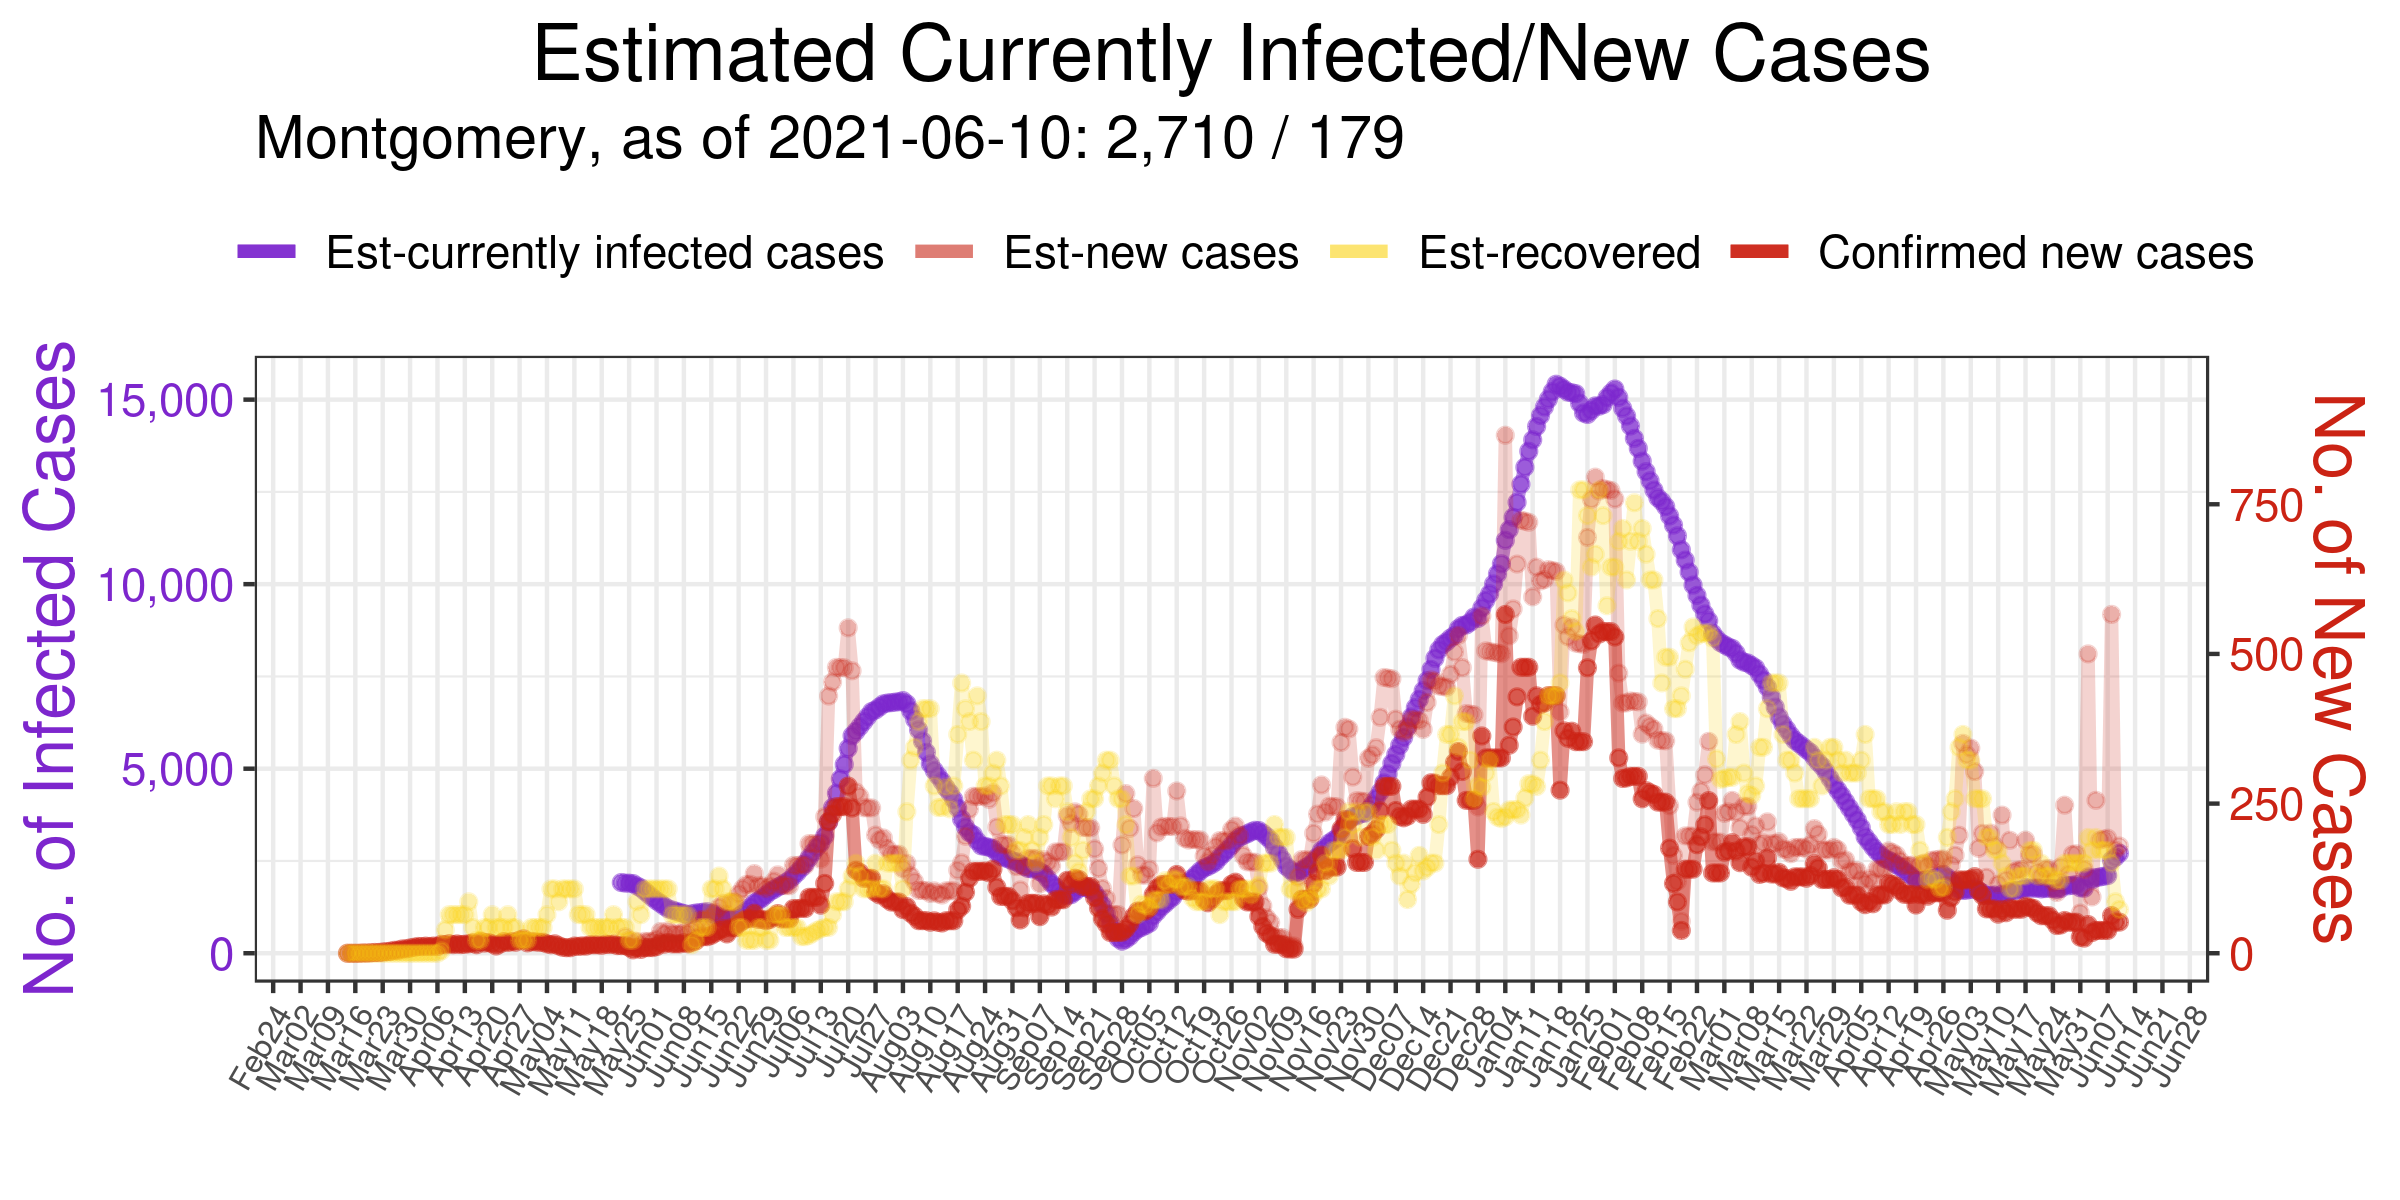 Estimated Currently Infected/New Cases
Montgomery, as of 2021-06-10: 2,710 / 179
Est-currently infected cases Est-new cases Est-recovered Confirmed new cases
No. of Infected Cases
15,000
10,000
5,000
0
No. of New Cases
750
500
250
0
Feb24 Mar02 Mar09 Mar16 Mar23 Mar30 Apr06 Apr13 Apr20 Apr27 May04 May11 May18 May25 Jun01 Jun08 Jun15 Jun22 Jun29 Jul06 Jul13 Jul20 Jul27 Aug03 Aug10 Aug17 Aug24 Aug31 Sep07 Sep14 Sep21 Sep28 Oct05 Oct12 Oct19 Oct26 Nov02 Nov09 Nov16 Nov23 Nov30 Dec07 Dec14 Dec21 Dec28 Jan04 Jan11 Jan18 Jan25 Feb01 Feb08 Feb15 Feb22 Mar01 Mar08 Mar15 Mar22 Mar29 Apr05 Apr12 Apr19 Apr26 May03 May10 May17 May24 May31 Jun07 Jun14 Jun21 Jun28